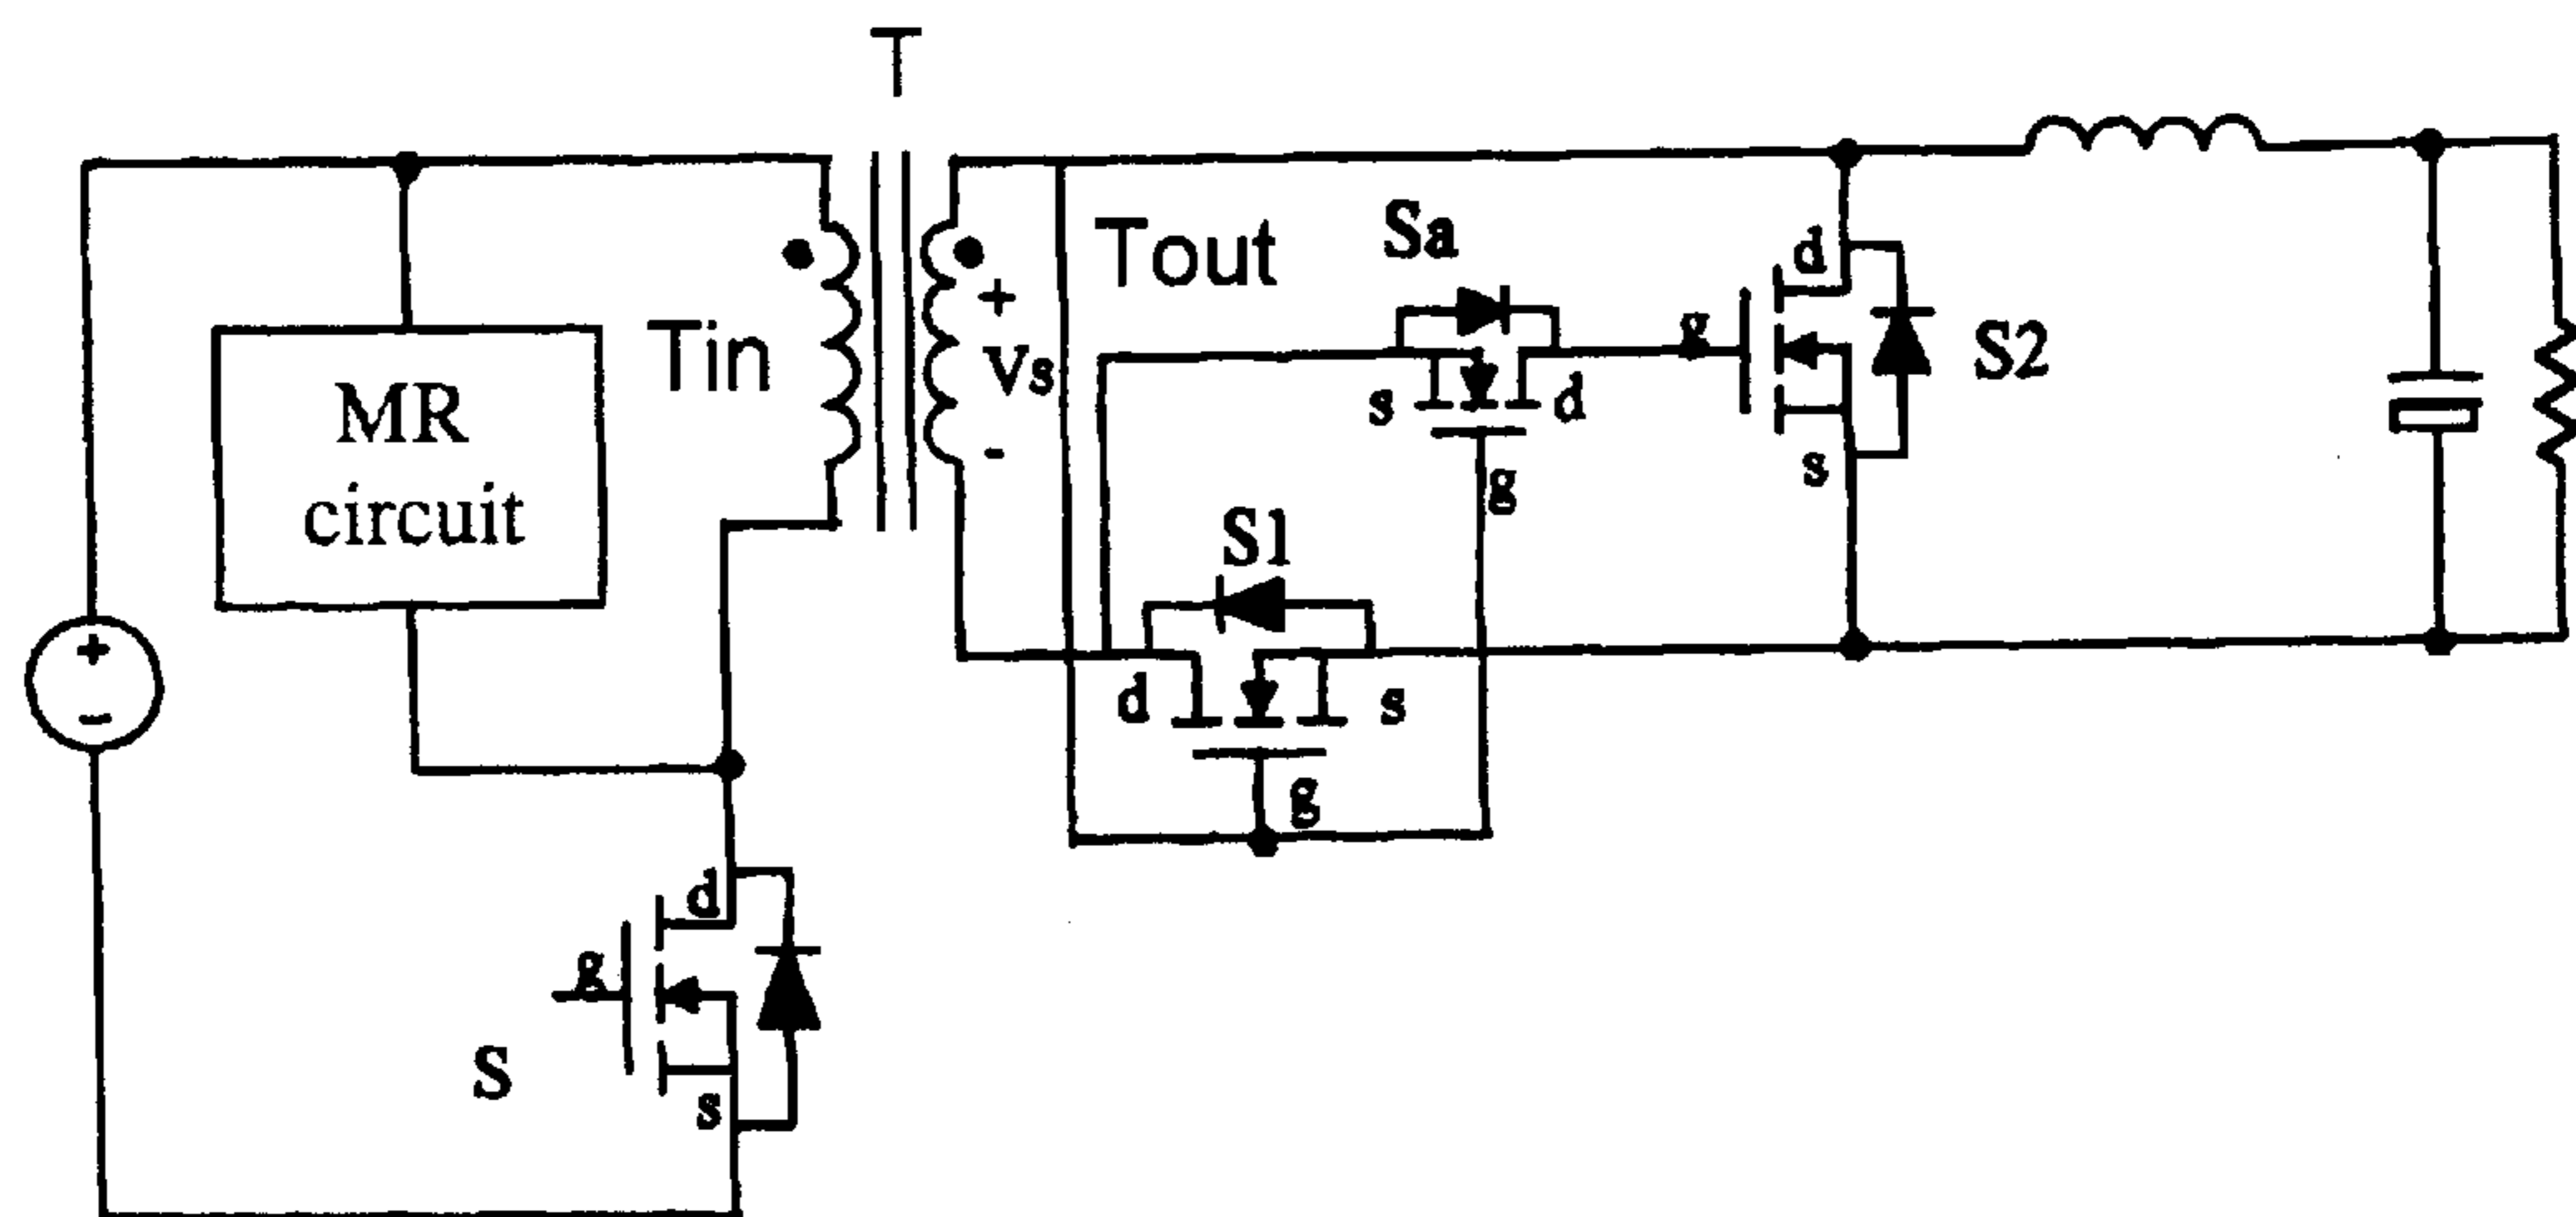 T
Tin
Tout
+
Vs
-
MR
circuit
+
−
Sa
s
d
g
g
d
s
S2
S1
d
s
g
d
g
s
S